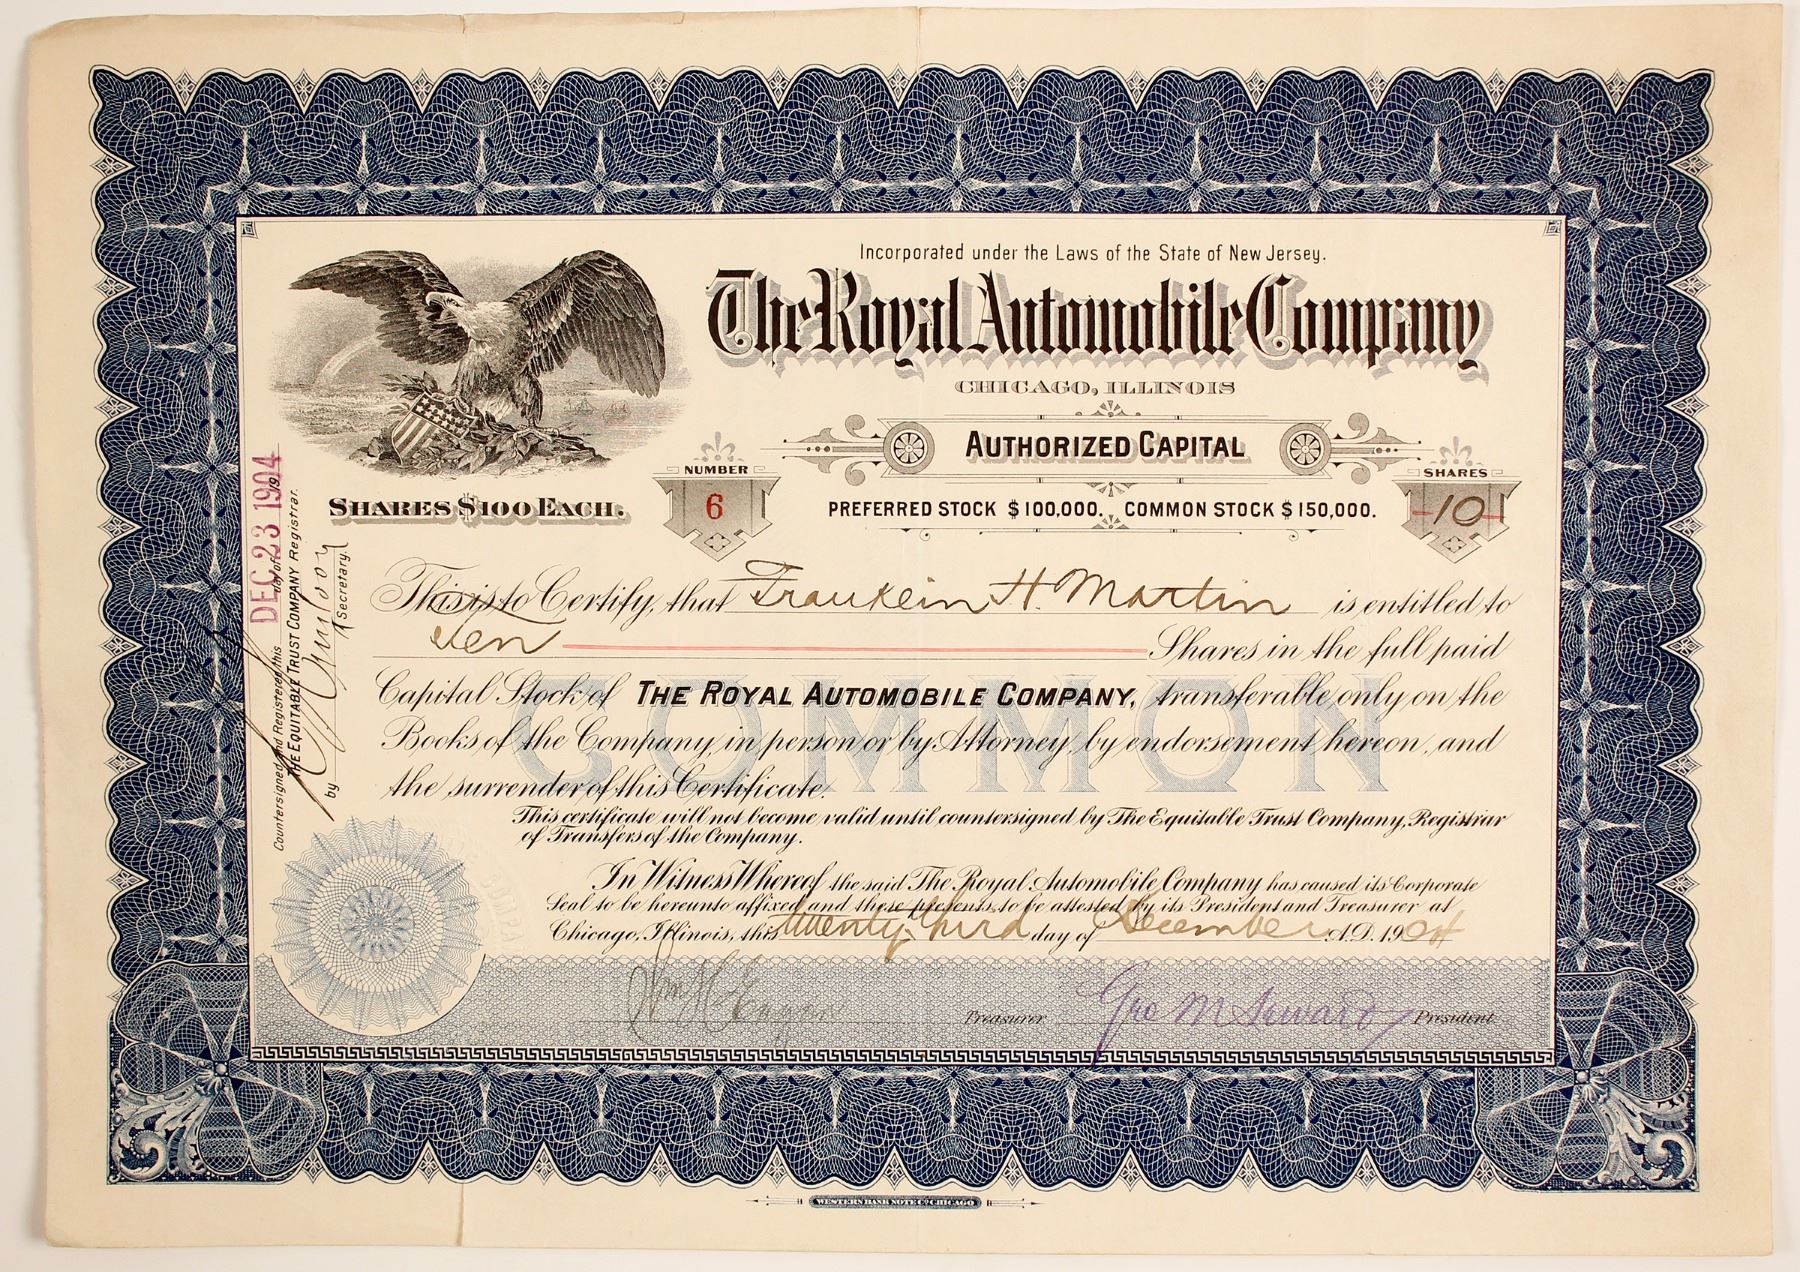 Incorporated under the Laws of the State of New Jersey.
The Royal Automobile Company
CHICAGO, ILLINOIS
AUTHORIZED CAPITAL
NUMBER
6
SHARES
10
SHARES $100 EACH.
PREFERRED STOCK $100,000. COMMON STOCK $150,000.
This is to Certify, that Franklin H. Martin is entitled to
ten Shares in the full paid
Capital Stock of THE ROYAL AUTOMOBILE COMPANY, transferable only on the
Books of the Company in person or by Attorney, by endorsement hereon, and
the surrender of this Certificate.
COMMON
This certificate will not become valid until countersigned by The Equitable Trust Company, Registrar
of Transfers of the Company.
In Witness Whereof the said The Royal Automobile Company has caused its Corporate
Seal to be hereunto affixed and these presents to be attested by its President and Treasurer at
Chicago, Illinois, this twenty third day of December A.D. 1904
Treasurer
Geo M Seward President
Countersigned and Registered this day of 19
DEC 23 1904
THE EQUITABLE TRUST COMPANY Registrar.
by Secretary.
WESTERN BANK NOTE CO. CHICAGO